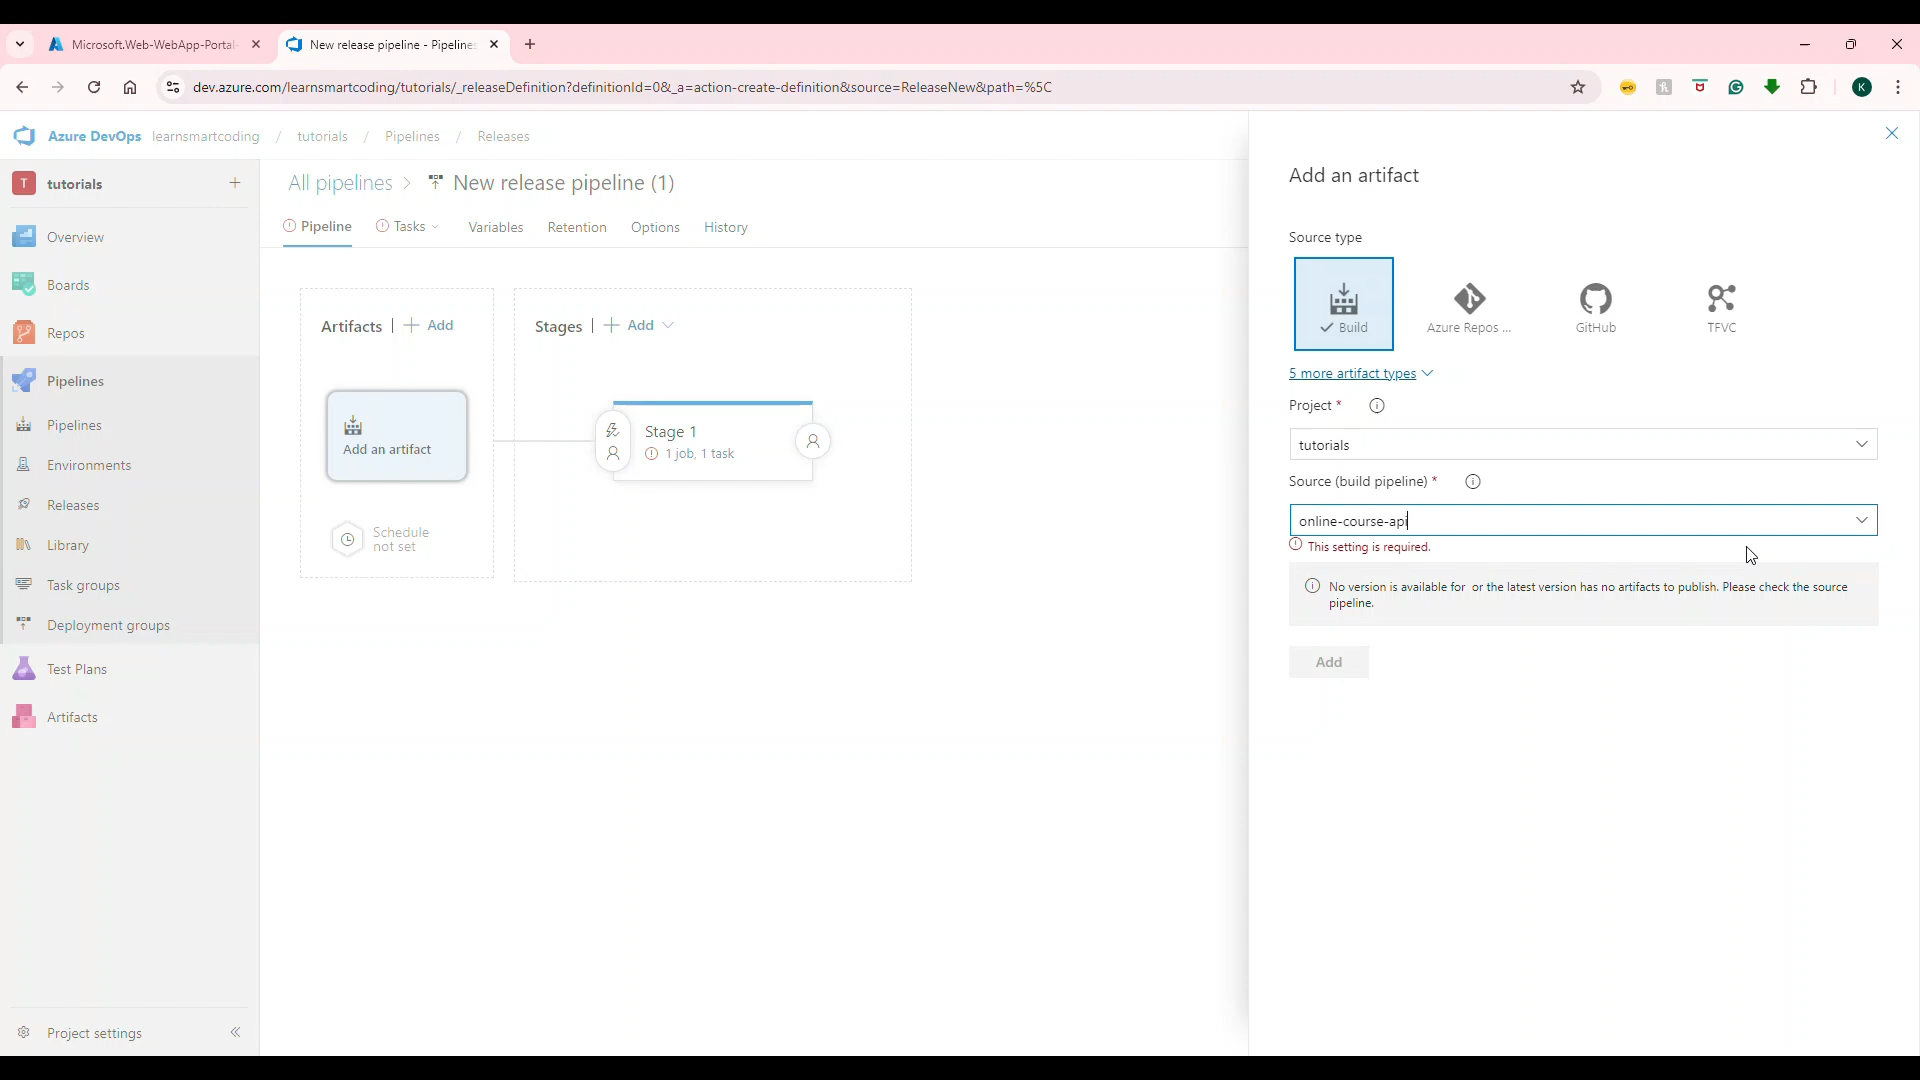 Microsoft.Web-WebApp-Portal-
New release pipeline - Pipelines
dev.azure.com/learnsmartcoding/tutorials/_releaseDefinition?definitionId=0&_a=action-create-definition&source=ReleaseNew&path=%5C
K
Azure DevOps learnsmartcoding / tutorials / Pipelines / Releases
T tutorials
Overview
Boards
Repos
Pipelines
Pipelines
Environments
Releases
Library
Task groups
Deployment groups
Test Plans
Artifacts
Project settings
All pipelines > New release pipeline (1)
Pipeline Tasks Variables Retention Options History
Artifacts | + Add
Add an artifact
Schedule
not set
Stages | + Add
Stage 1
1 job, 1 task
Add an artifact
Source type
Build
Azure Repos ...
GitHub
TFVC
5 more artifact types
Project *
tutorials
Source (build pipeline) *
online-course-api
This setting is required.
No version is available for or the latest version has no artifacts to publish. Please check the source
pipeline.
Add